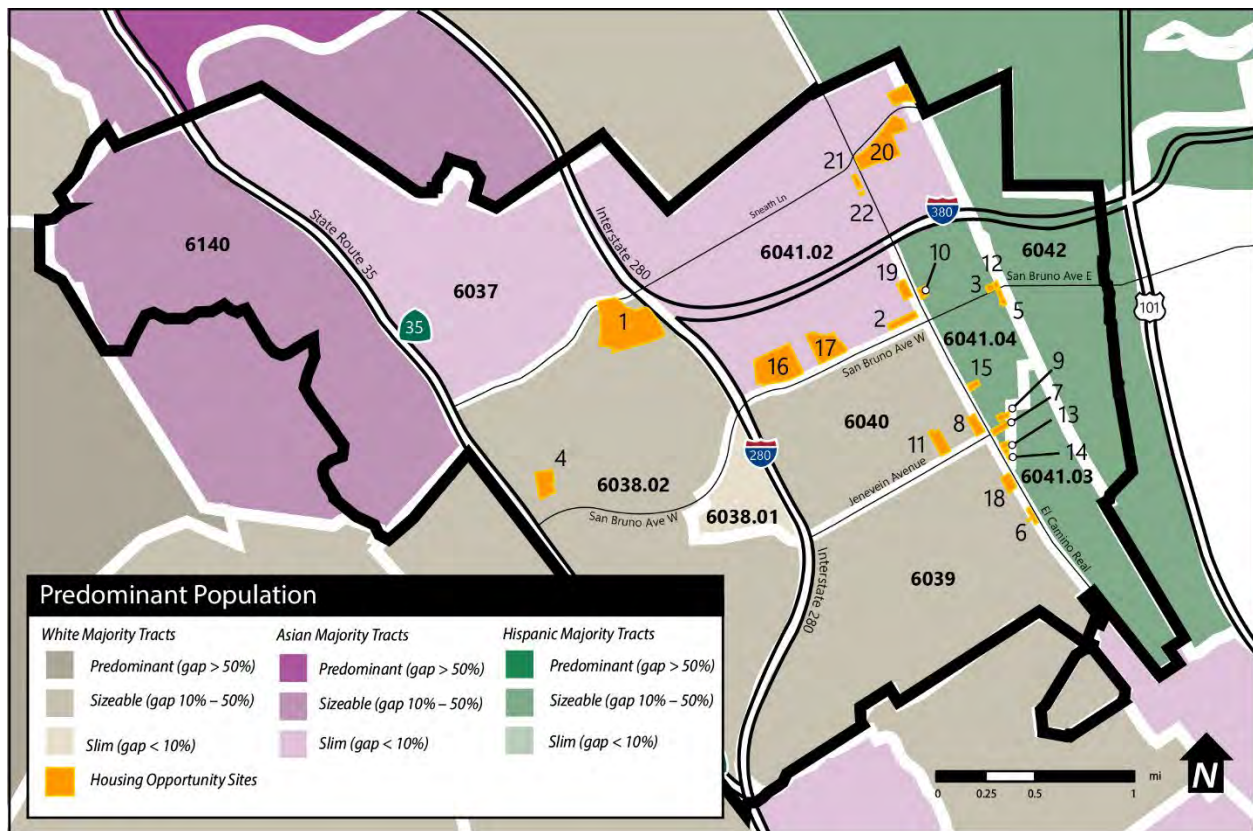 21
20
Sneath Ln
22
380
State Route 35
6140
Interstate 280
6041.02
10
6042
12
San Bruno Ave E
6037
19
3
35
1
2
5
101
16
17
San Bruno Ave W
6041.04
15
9
7
13
6040
8
11
14
280
4
6038.02
Jenevein Avenue
6041.03
San Bruno Ave W
6038.01
18
6
El Camino Real
Interstate 280
6039
Predominant Population
White Majority Tracts
Predominant (gap > 50%)
Sizeable (gap 10% – 50%)
Slim (gap < 10%)
Housing Opportunity Sites
Asian Majority Tracts
Predominant (gap > 50%)
Sizeable (gap 10% – 50%)
Slim (gap < 10%)
Hispanic Majority Tracts
Predominant (gap > 50%)
Sizeable (gap 10% – 50%)
Slim (gap < 10%)
mi
0 0.25 0.5 1
N